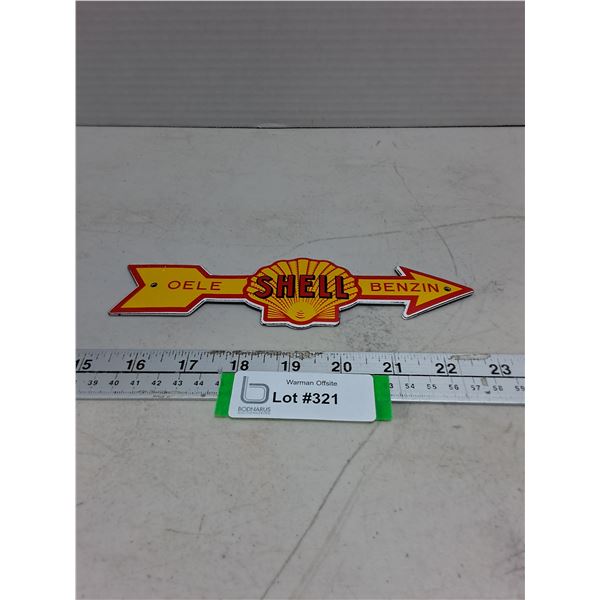 OELE SHELL BENZIN
15 16 17 18 19 20 21 22 23
39 40 42 43 44 53 54 55 56 57 58 59
Warman Offsite
BODNARUS
Lot #321